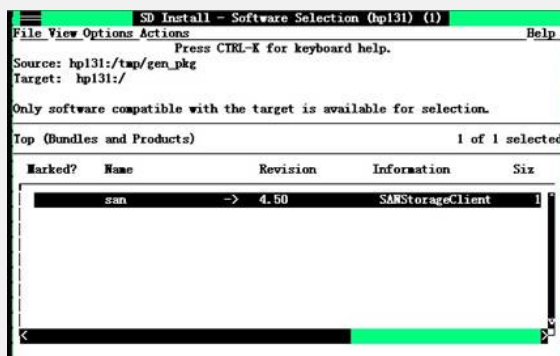 SD Install - Software Selection (hp131) (1)
File View Options Actions Help
Press CTRL-K for keyboard help.
Source: hp131:/tmp/gen_pkg
Target: hp131:/
Only software compatible with the target is available for selection.
Top (Bundles and Products) 1 of 1 selected
Marked? Name Revision Information Siz
san -> 4.50 SANStorageClient 1